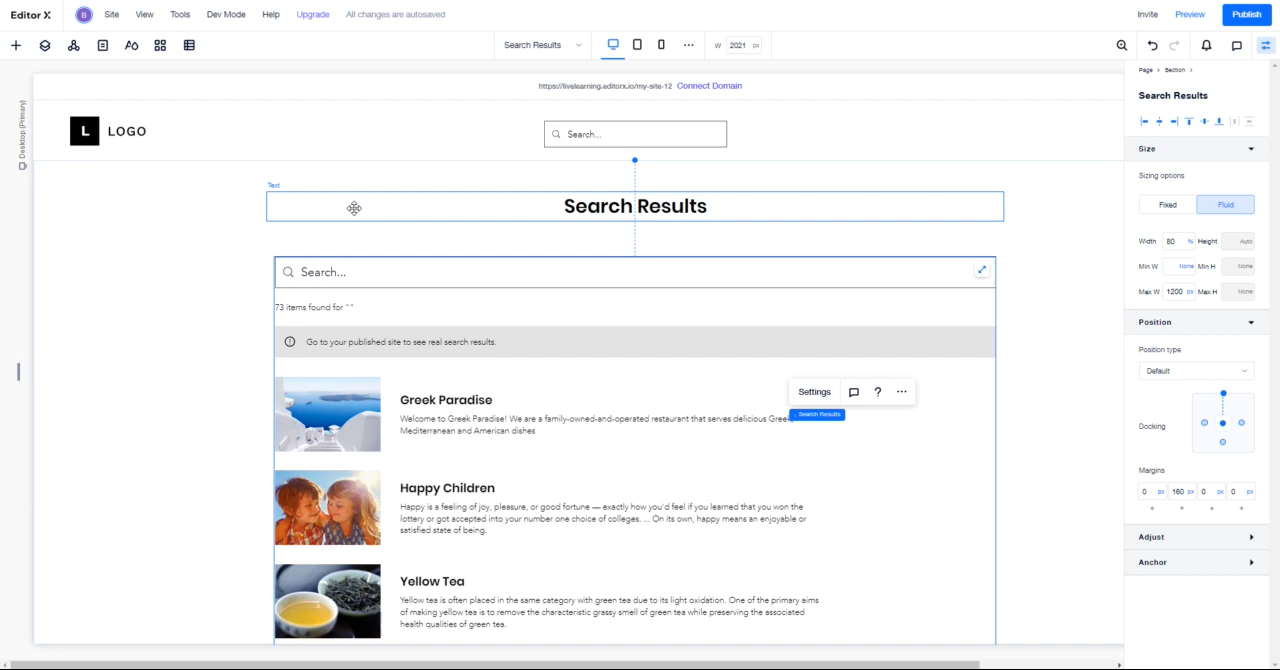 Editor X
B
Site
View
Tools
Dev Mode
Help
Upgrade
All changes are autosaved
Invite
Preview
Publish
Search Results
W
2021
px
https://livelearning.editorx.io/my-site-12 Connect Domain
Desktop (Primary)
L
LOGO
Search...
Text
Search Results
Search...
73 items found for " "
Go to your published site to see real search results.
Greek Paradise
Welcome to Greek Paradise! We are a family-owned-and-operated restaurant that serves delicious Greek,
Mediterranean and American dishes
Settings
?
Search Results
Happy Children
Happy is a feeling of joy, pleasure, or good fortune — exactly how you'd feel if you learned that you won the
lottery or got accepted into your number one choice of colleges. ... On its own, happy means an enjoyable or
satisfied state of being.
Yellow Tea
Yellow tea is often placed in the same category with green tea due to its light oxidation. One of the primary aims
of making yellow tea is to remove the characteristic grassy smell of green tea while preserving the associated
health qualities of green tea.
Page > Section >
Search Results
Size
Sizing options
Fixed
Fluid
Width 80 % Height Auto
Min W None Min H None
Max W 1200 px Max H None
Position
Position type
Default
Docking
Margins
0 px 160 px 0 px 0 px
Adjust
Anchor